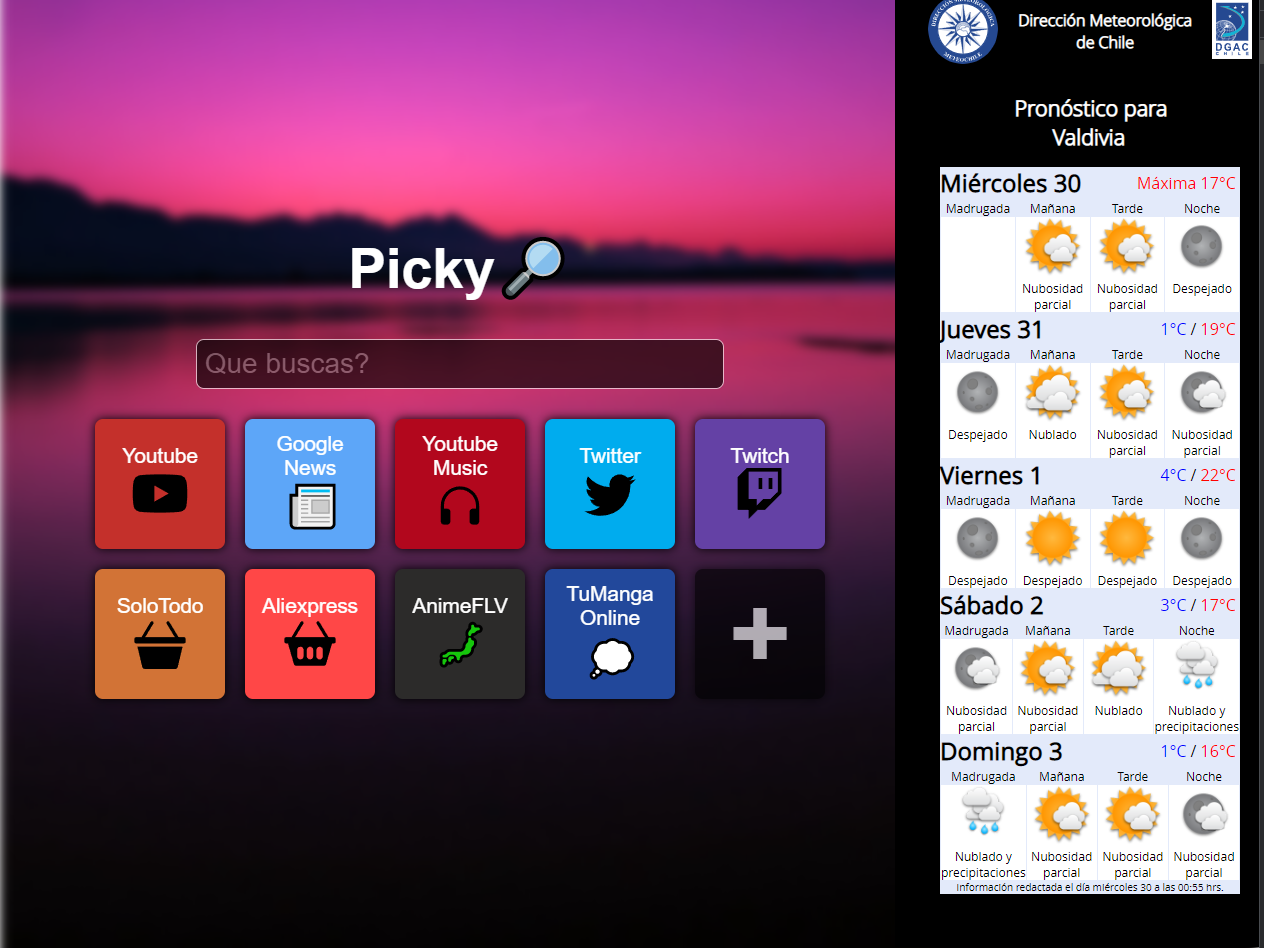 Picky
Que buscas?
Youtube
Google
News
Youtube
Music
Twitter
Twitch
SoloTodo
Aliexpress
AnimeFLV
TuManga
Online
METEOCHILE
Dirección Meteorológica
de Chile
DGAC
CHILE
Pronóstico para
Valdivia
Miércoles 30 Máxima 17°C
Madrugada Mañana Tarde Noche
Nubosidad parcial Nubosidad parcial Despejado
Jueves 31 1°C / 19°C
Madrugada Mañana Tarde Noche
Despejado Nublado Nubosidad parcial Nubosidad parcial
Viernes 1 4°C / 22°C
Madrugada Mañana Tarde Noche
Despejado Despejado Despejado Despejado
Sábado 2 3°C / 17°C
Madrugada Mañana Tarde Noche
Nubosidad parcial Nubosidad parcial Nublado Nublado y precipitaciones
Domingo 3 1°C / 16°C
Madrugada Mañana Tarde Noche
Nublado y precipitaciones Nubosidad parcial Nubosidad parcial Nubosidad parcial
Información redactada el día miércoles 30 a las 00:55 hrs.